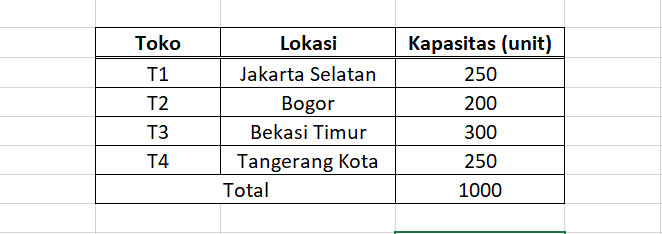 Toko Lokasi Kapasitas (unit)
T1 Jakarta Selatan 250
T2 Bogor 200
T3 Bekasi Timur 300
T4 Tangerang Kota 250
Total 1000